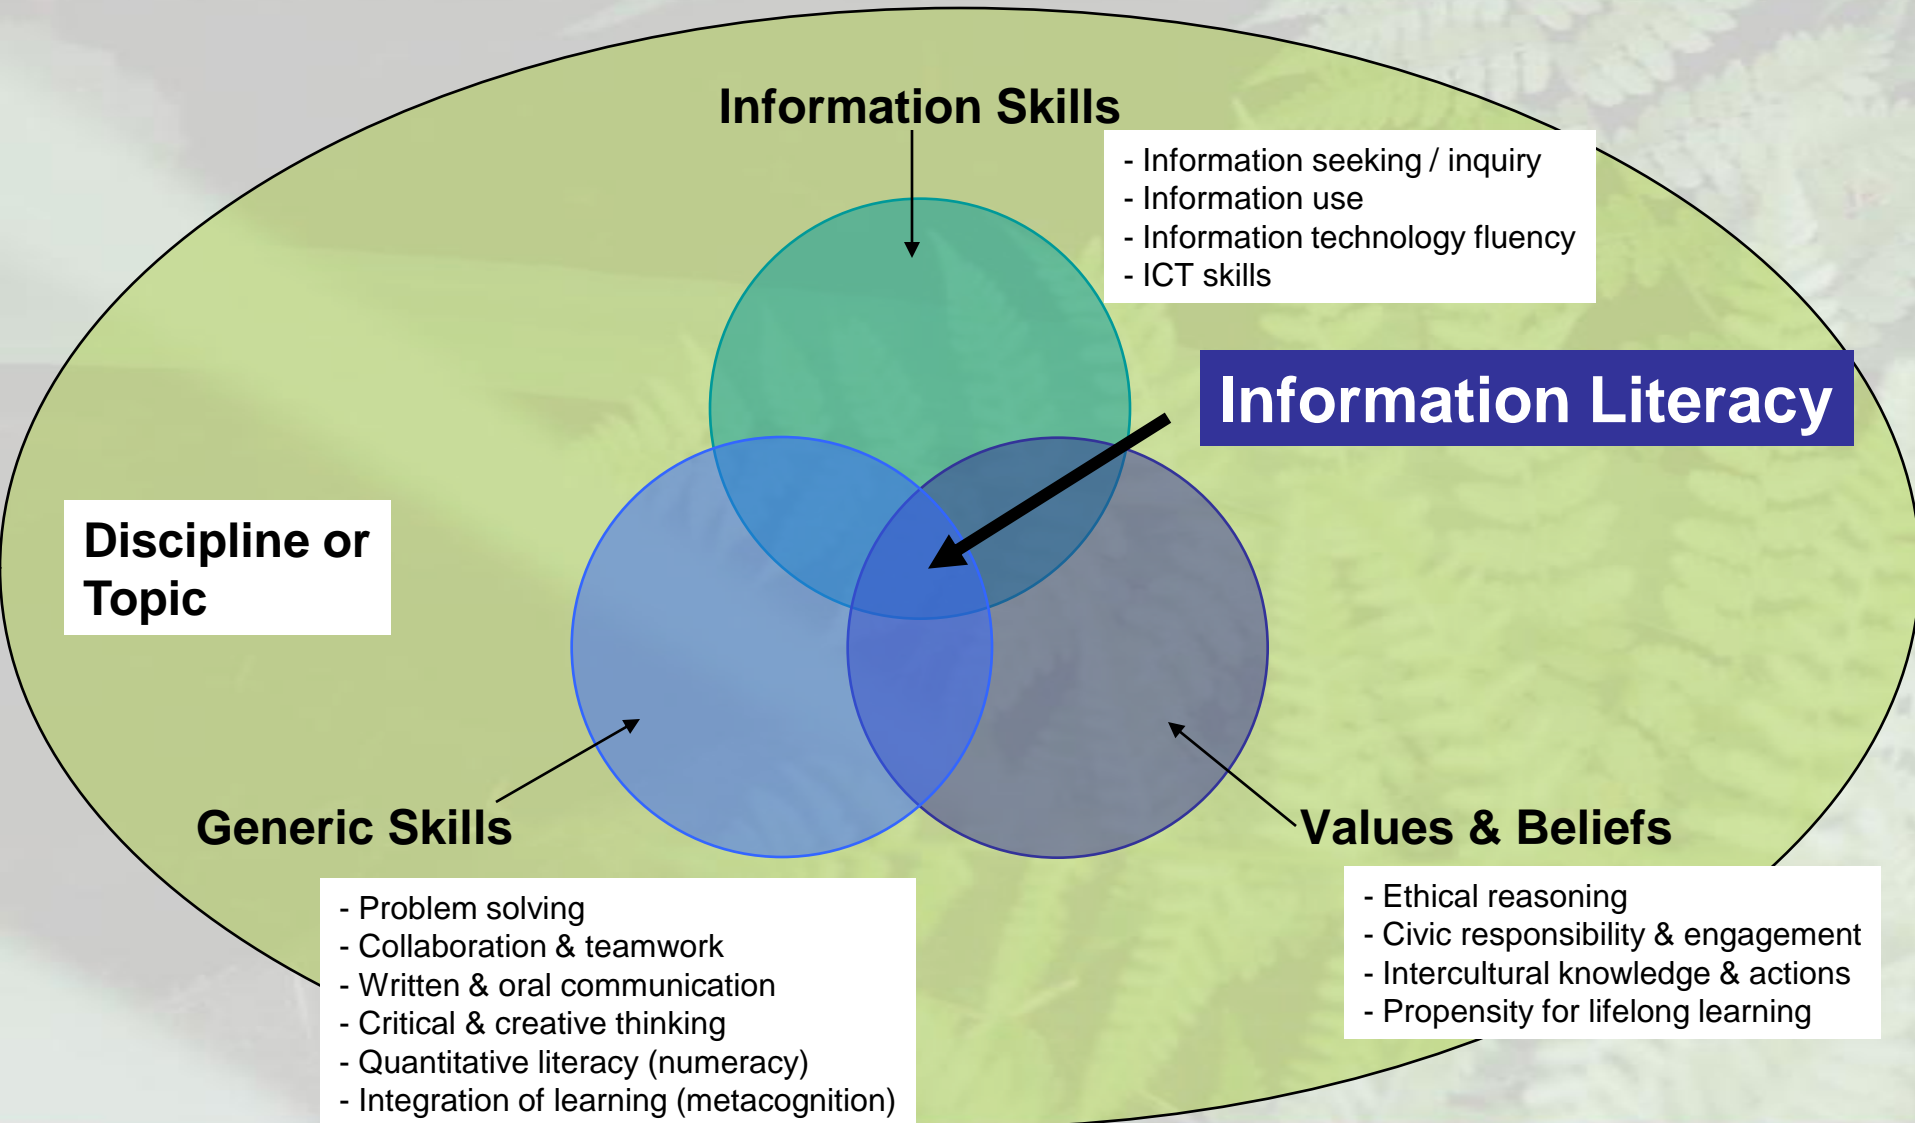 Information Skills
- Information seeking / inquiry
- Information use
- Information technology fluency
- ICT skills
Information Literacy
Discipline or
Topic
Generic Skills
- Problem solving
- Collaboration & teamwork
- Written & oral communication
- Critical & creative thinking
- Quantitative literacy (numeracy)
- Integration of learning (metacognition)
Values & Beliefs
- Ethical reasoning
- Civic responsibility & engagement
- Intercultural knowledge & actions
- Propensity for lifelong learning